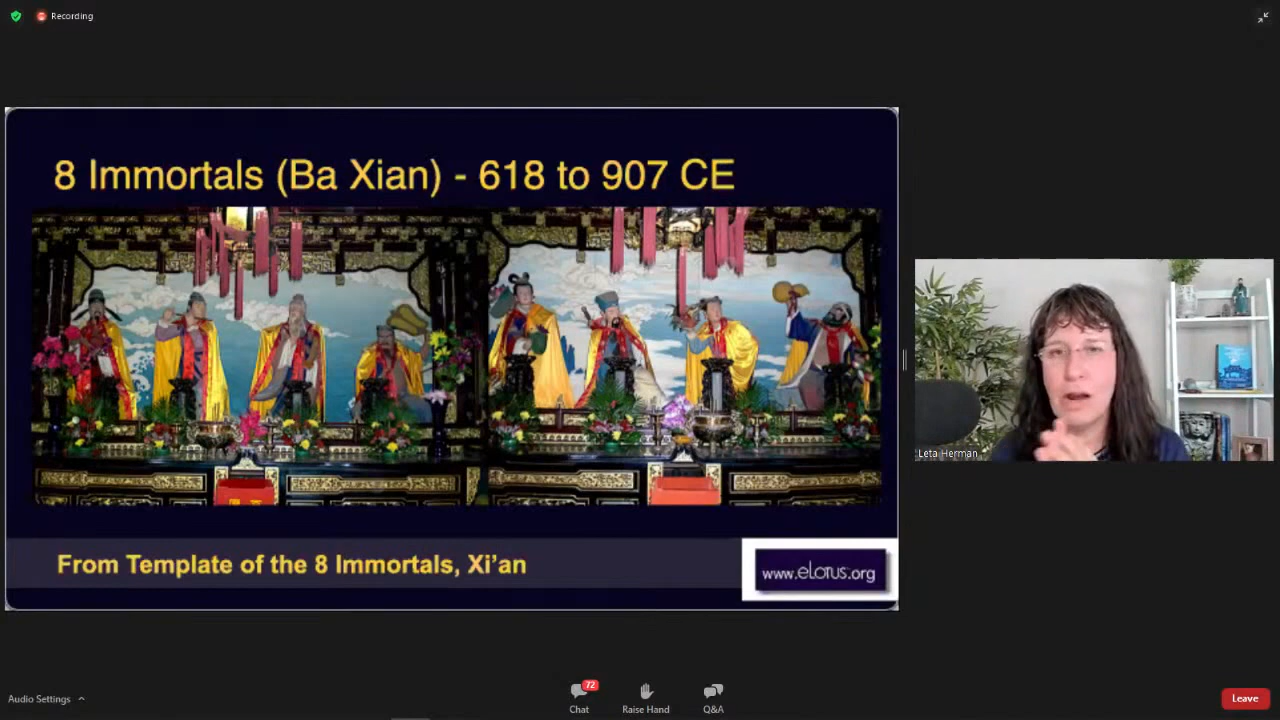 Recording
8 Immortals (Ba Xian) - 618 to 907 CE
From Template of the 8 Immortals, Xi’an
www.eLotus.org
Leta Herman
Audio Settings
72
Chat
Raise Hand
Q&A
Leave